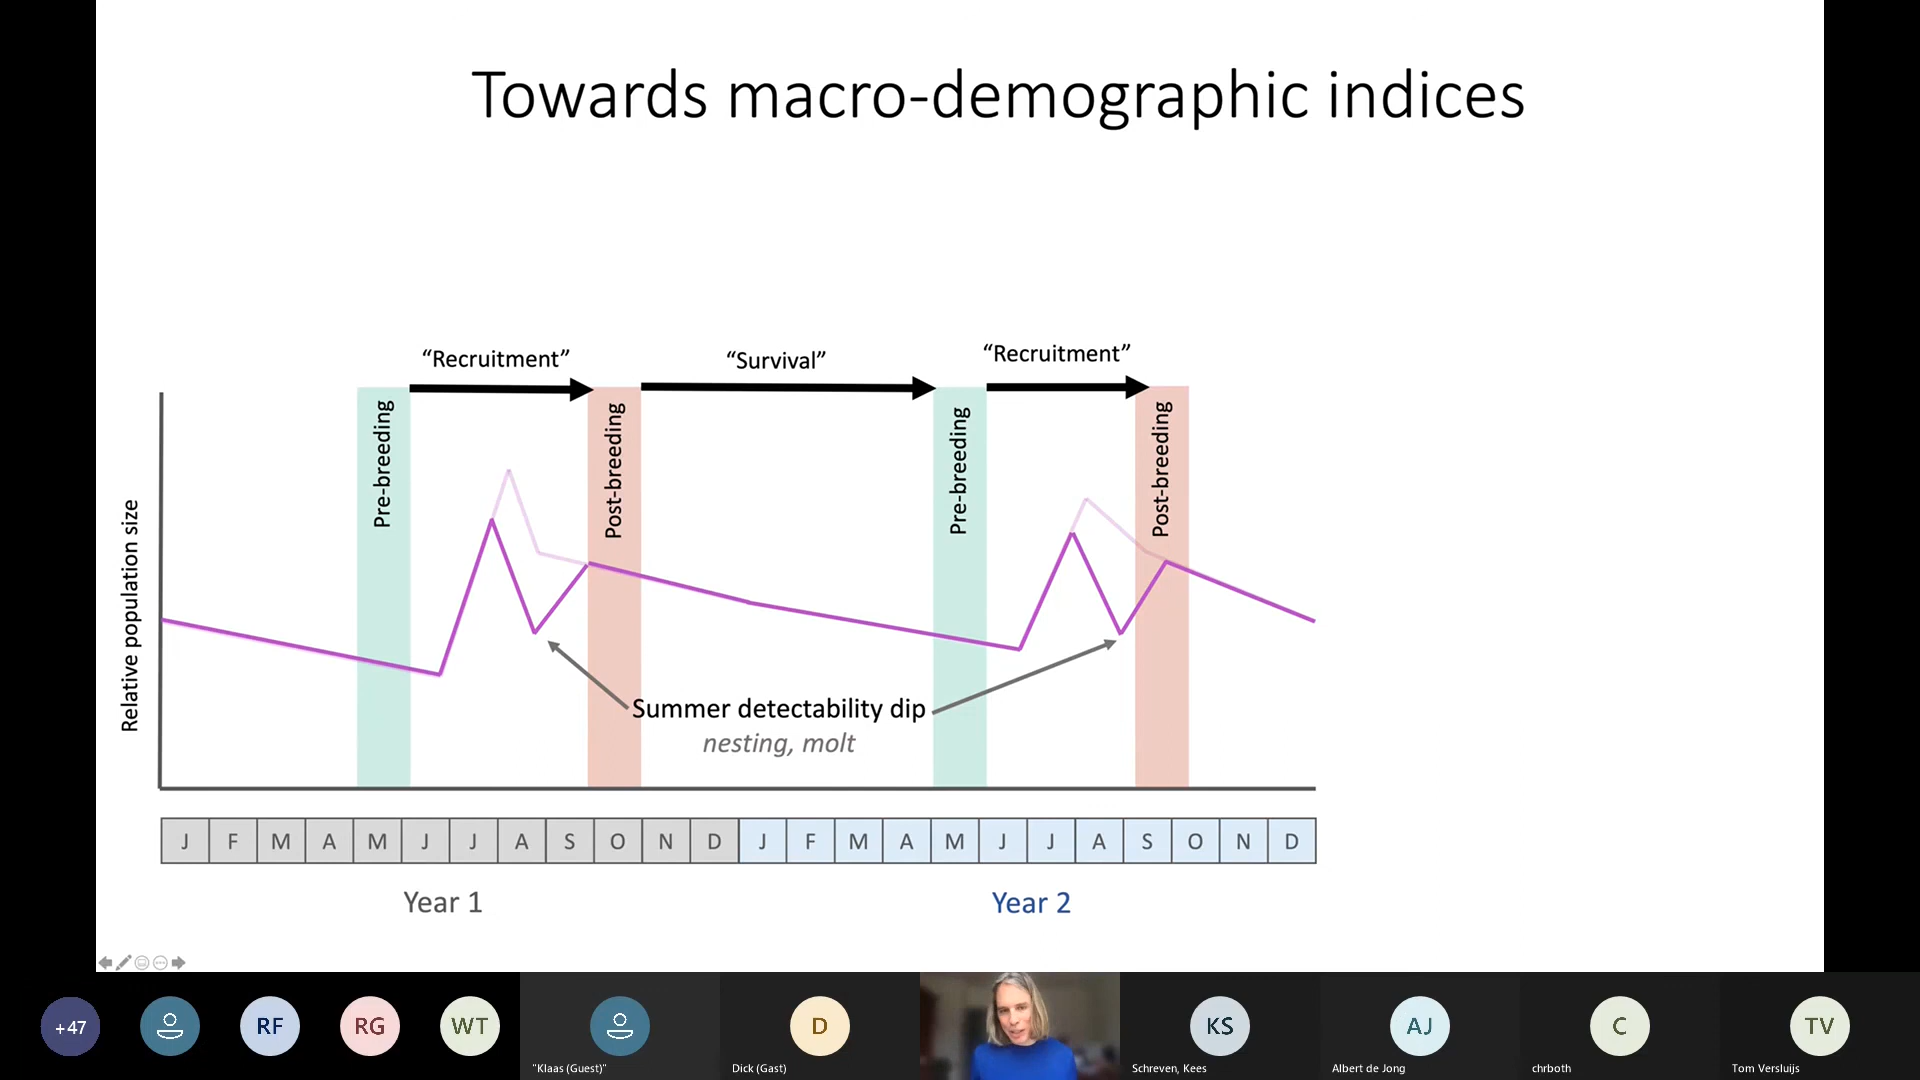 Towards macro-demographic indices
“Recruitment”
“Survival”
“Recruitment”
Pre-breeding
Post-breeding
Pre-breeding
Post-breeding
Relative population size
Summer detectability dip
nesting, molt
J F M A M J J A S O N D J F M A M J J A S O N D
Year 1
Year 2
+47
RF
RG
WT
"Klaas (Guest)"
D
Dick (Gast)
KS
Schreven, Kees
AJ
Albert de Jong
C
chrboth
TV
Tom Versluijs